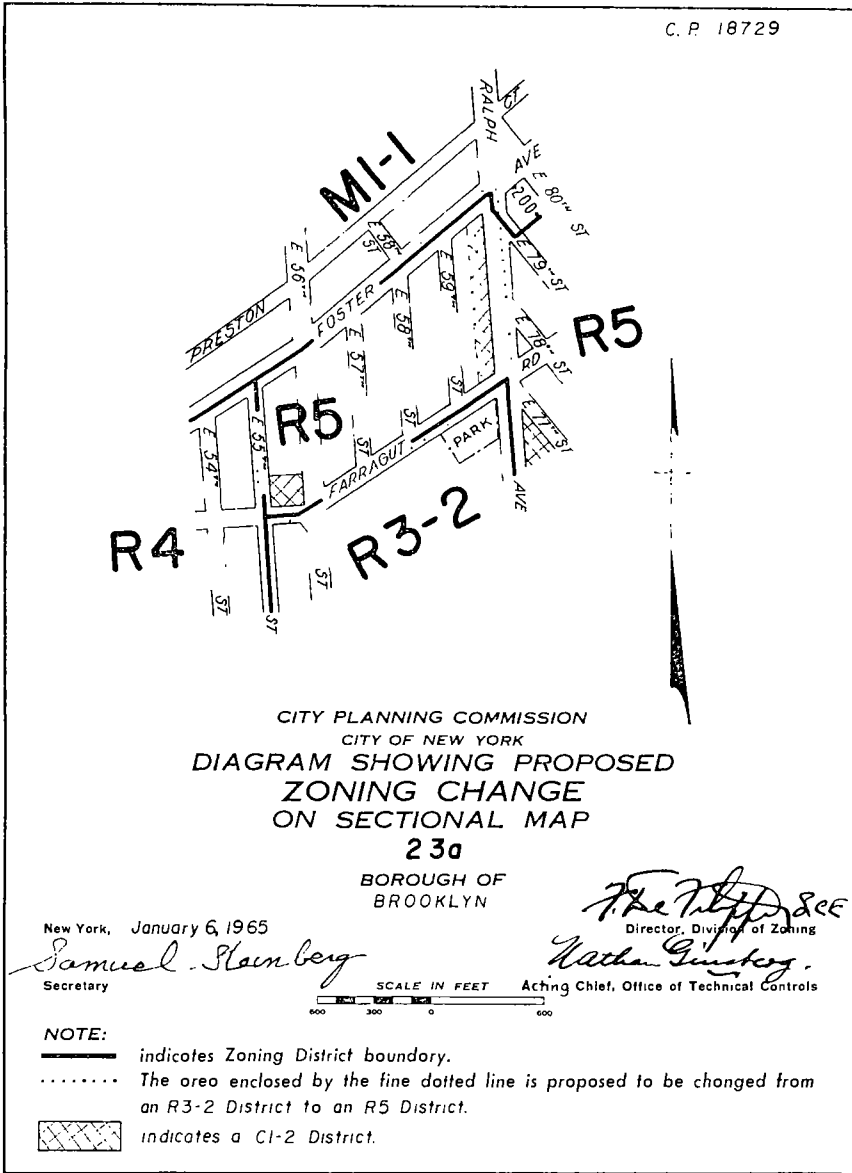 C. P. 18729
RALPH
CT
AVE
E 80TH ST
200
M1-1
E 58TH
ST
E 56TH
E 79TH ST
PRESTON
FOSTER
E 59TH
E 58TH
E 57TH
E 78TH ST
R5
RD
R5
E 55TH
E 54TH
ST
ST
ST
FARRAGUT
PARK
E 77TH ST
AVE
R4
R3-2
ST
ST
ST
CITY PLANNING COMMISSION
CITY OF NEW YORK
DIAGRAM SHOWING PROPOSED
ZONING CHANGE
ON SECTIONAL MAP
23a
BOROUGH OF
BROOKLYN
New York, January 6, 1965
Director, Division of Zoning
Samuel Steinberg
Nathan Ginsberg.
Secretary
SCALE IN FEET
Acting Chief, Office of Technical Controls
600 300 0 600
NOTE:
indicates Zoning District boundary.
The area enclosed by the fine dotted line is proposed to be changed from
an R3-2 District to an R5 District.
indicates a C1-2 District.